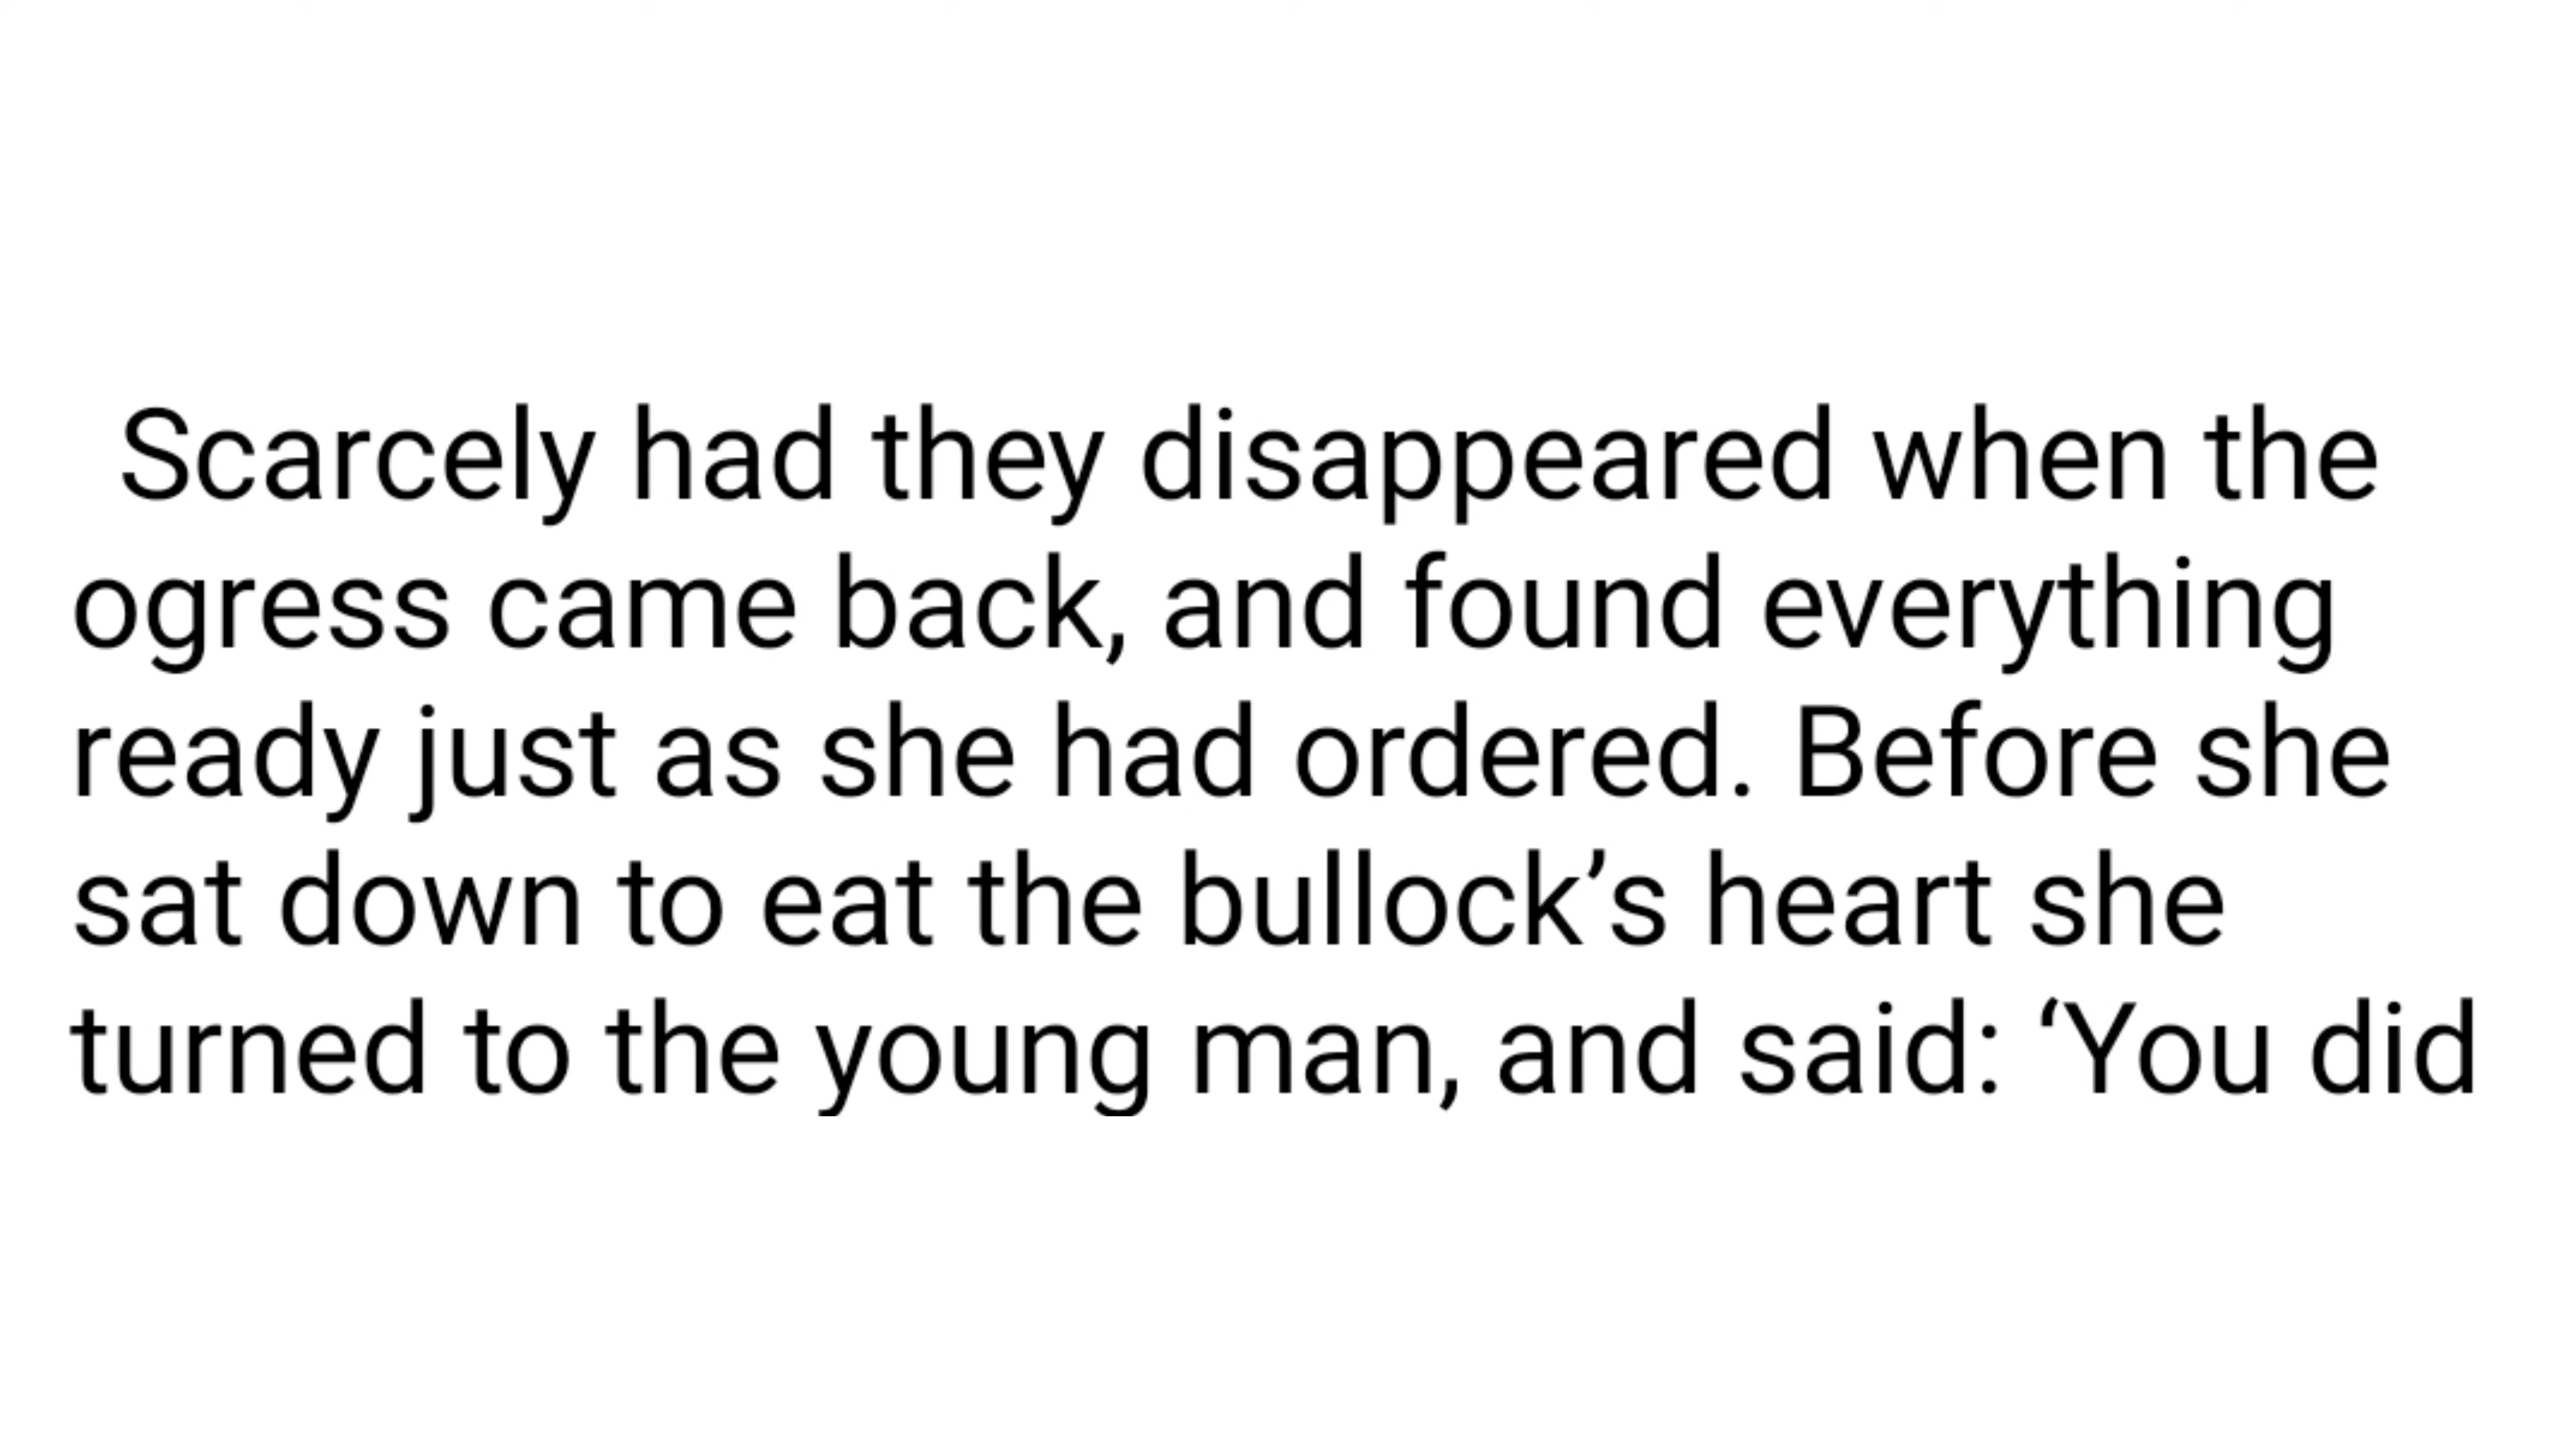 Scarcely had they disappeared when the
ogress came back, and found everything
ready just as she had ordered. Before she
sat down to eat the bullock’s heart she
turned to the young man, and said: ‘You did